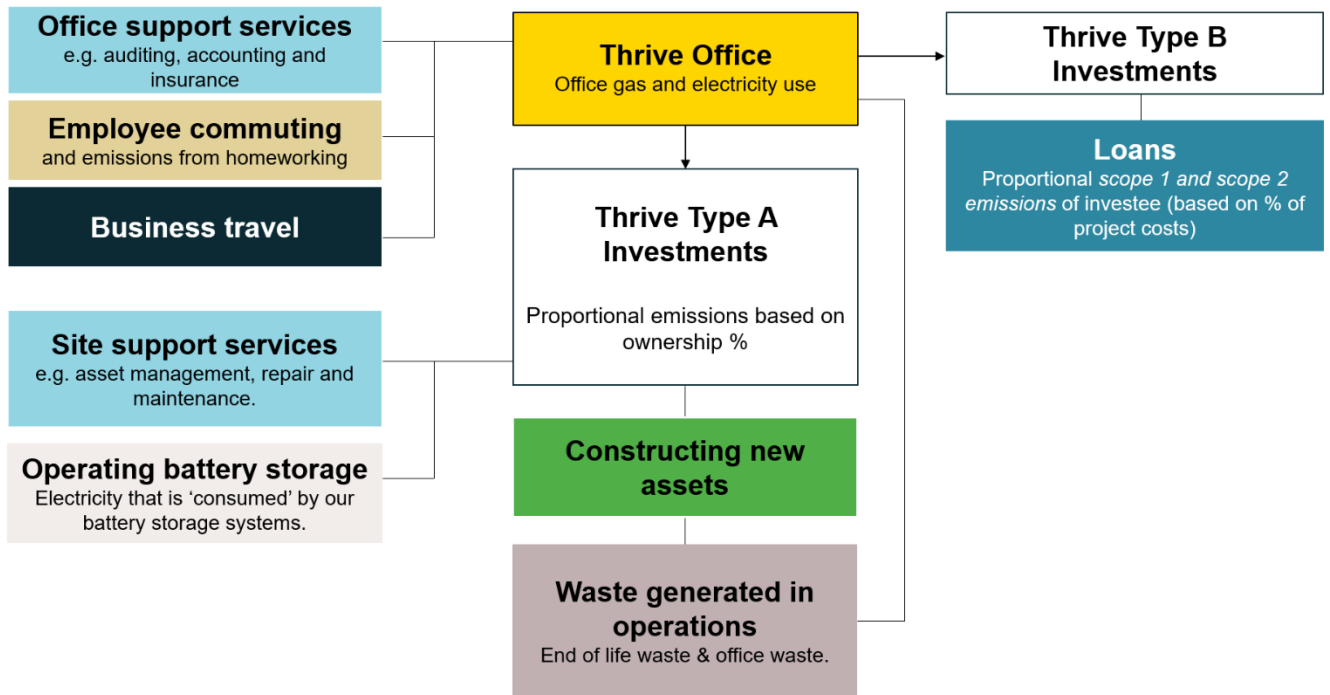 Office support services
e.g. auditing, accounting and
insurance
Employee commuting
and emissions from homeworking
Business travel
Thrive Office
Office gas and electricity use
Thrive Type B
Investments
Loans
Proportional scope 1 and scope 2
emissions of investee (based on % of
project costs)
Thrive Type A
Investments
Proportional emissions based on
ownership %
Site support services
e.g. asset management, repair and
maintenance.
Operating battery storage
Electricity that is ‘consumed’ by our
battery storage systems.
Constructing new
assets
Waste generated in
operations
End of life waste & office waste.